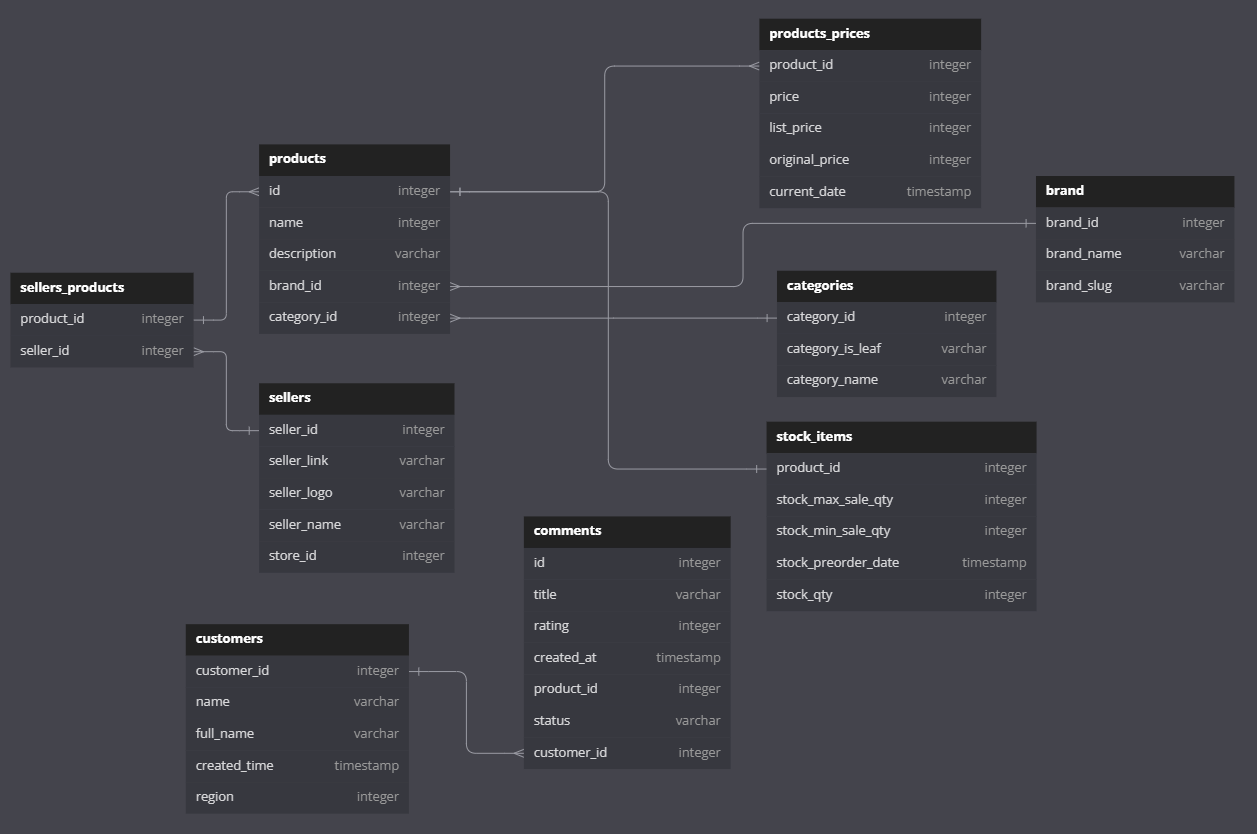 products_prices
product_id integer
price integer
list_price integer
original_price integer
current_date timestamp
products
id integer
name integer
description varchar
brand_id integer
category_id integer
brand
brand_id integer
brand_name varchar
brand_slug varchar
sellers_products
product_id integer
seller_id integer
categories
category_id integer
category_is_leaf varchar
category_name varchar
sellers
seller_id integer
seller_link varchar
seller_logo varchar
seller_name varchar
store_id integer
stock_items
product_id integer
stock_max_sale_qty integer
stock_min_sale_qty integer
stock_preorder_date timestamp
stock_qty integer
comments
id integer
title varchar
rating integer
created_at timestamp
product_id integer
status varchar
customer_id integer
customers
customer_id integer
name varchar
full_name varchar
created_time timestamp
region integer